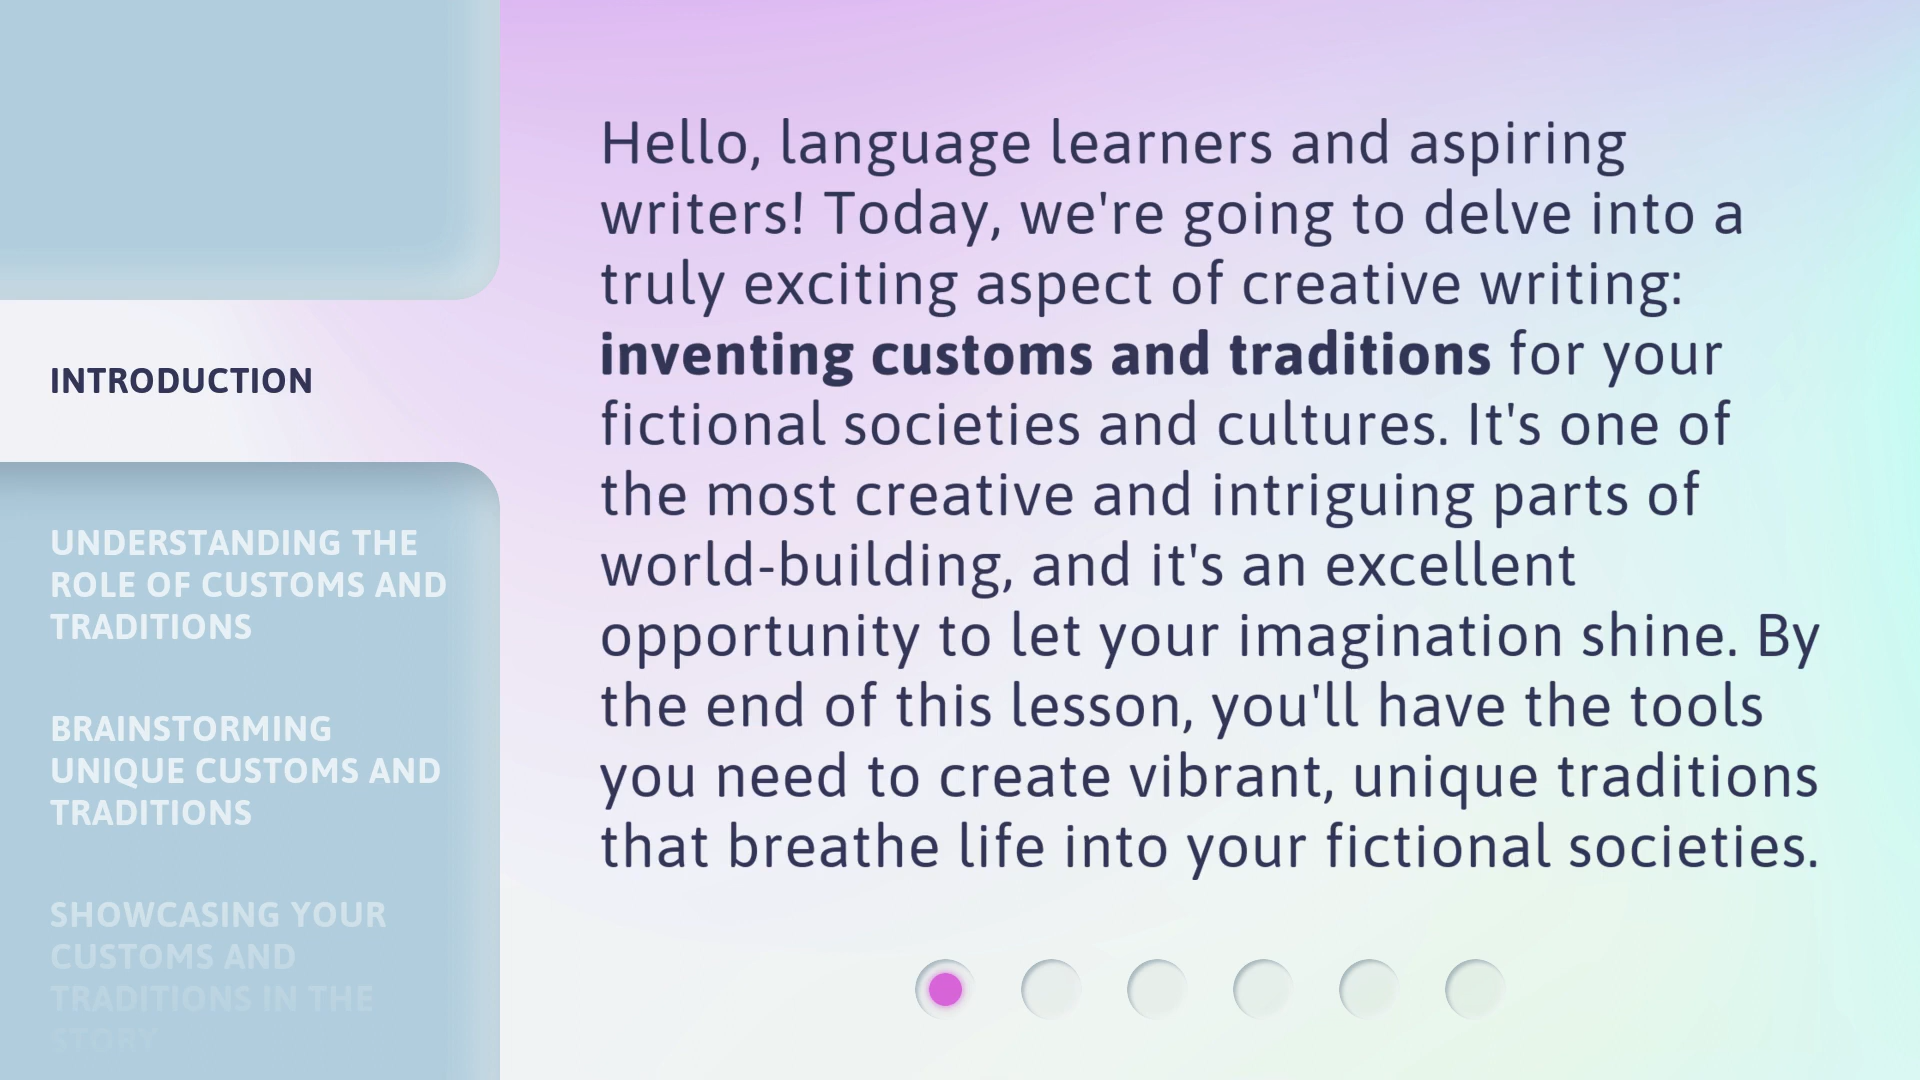 INTRODUCTION
UNDERSTANDING THE
ROLE OF CUSTOMS AND
TRADITIONS
BRAINSTORMING
UNIQUE CUSTOMS AND
TRADITIONS
SHOWCASING YOUR
CUSTOMS AND
TRADITIONS IN THE
STORY
Hello, language learners and aspiring
writers! Today, we're going to delve into a
truly exciting aspect of creative writing:
inventing customs and traditions for your
fictional societies and cultures. It's one of
the most creative and intriguing parts of
world-building, and it's an excellent
opportunity to let your imagination shine. By
the end of this lesson, you'll have the tools
you need to create vibrant, unique traditions
that breathe life into your fictional societies.